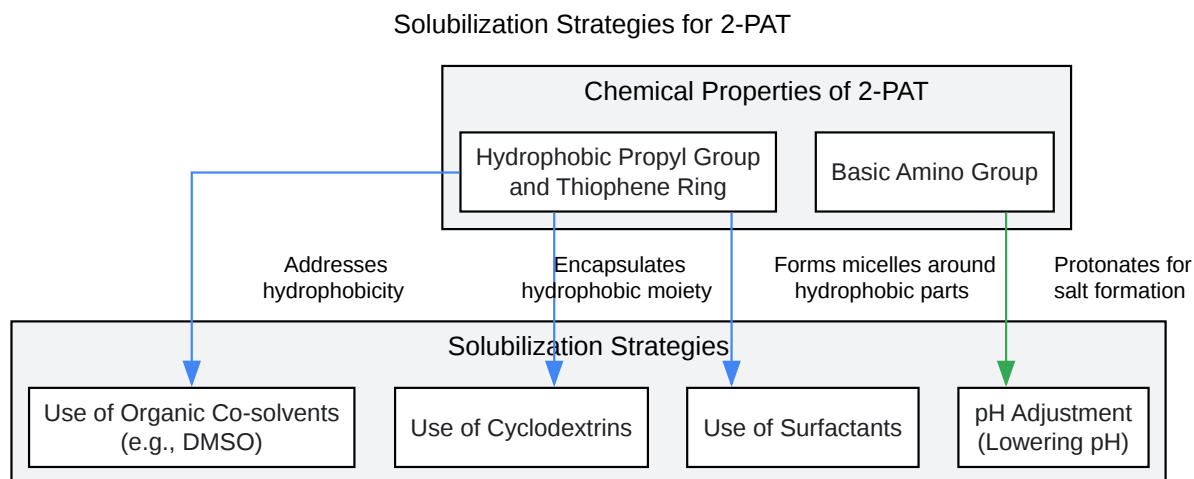 Solubilization Strategies for 2-PAT
Chemical Properties of 2-PAT
Hydrophobic Propyl Group
and Thiophene Ring
Basic Amino Group
Addresses
hydrophobicity
Encapsulates
hydrophobic moiety
Forms micelles around
hydrophobic parts
Protonates for
salt formation
Solubilization Strategies
Use of Organic Co-solvents
(e.g., DMSO)
Use of Cyclodextrins
Use of Surfactants
pH Adjustment
(Lowering pH)